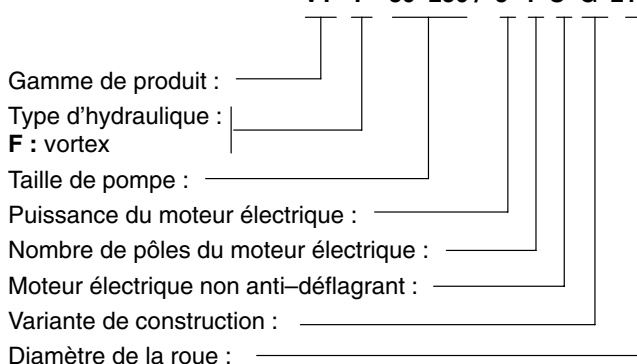 Gamme de produit :
Type d’hydraulique :
F : vortex
Taille de pompe :
Puissance du moteur électrique :
Nombre de pôles du moteur électrique :
Moteur électrique non anti–déflagrant :
Variante de construction :
Diamètre de la roue :